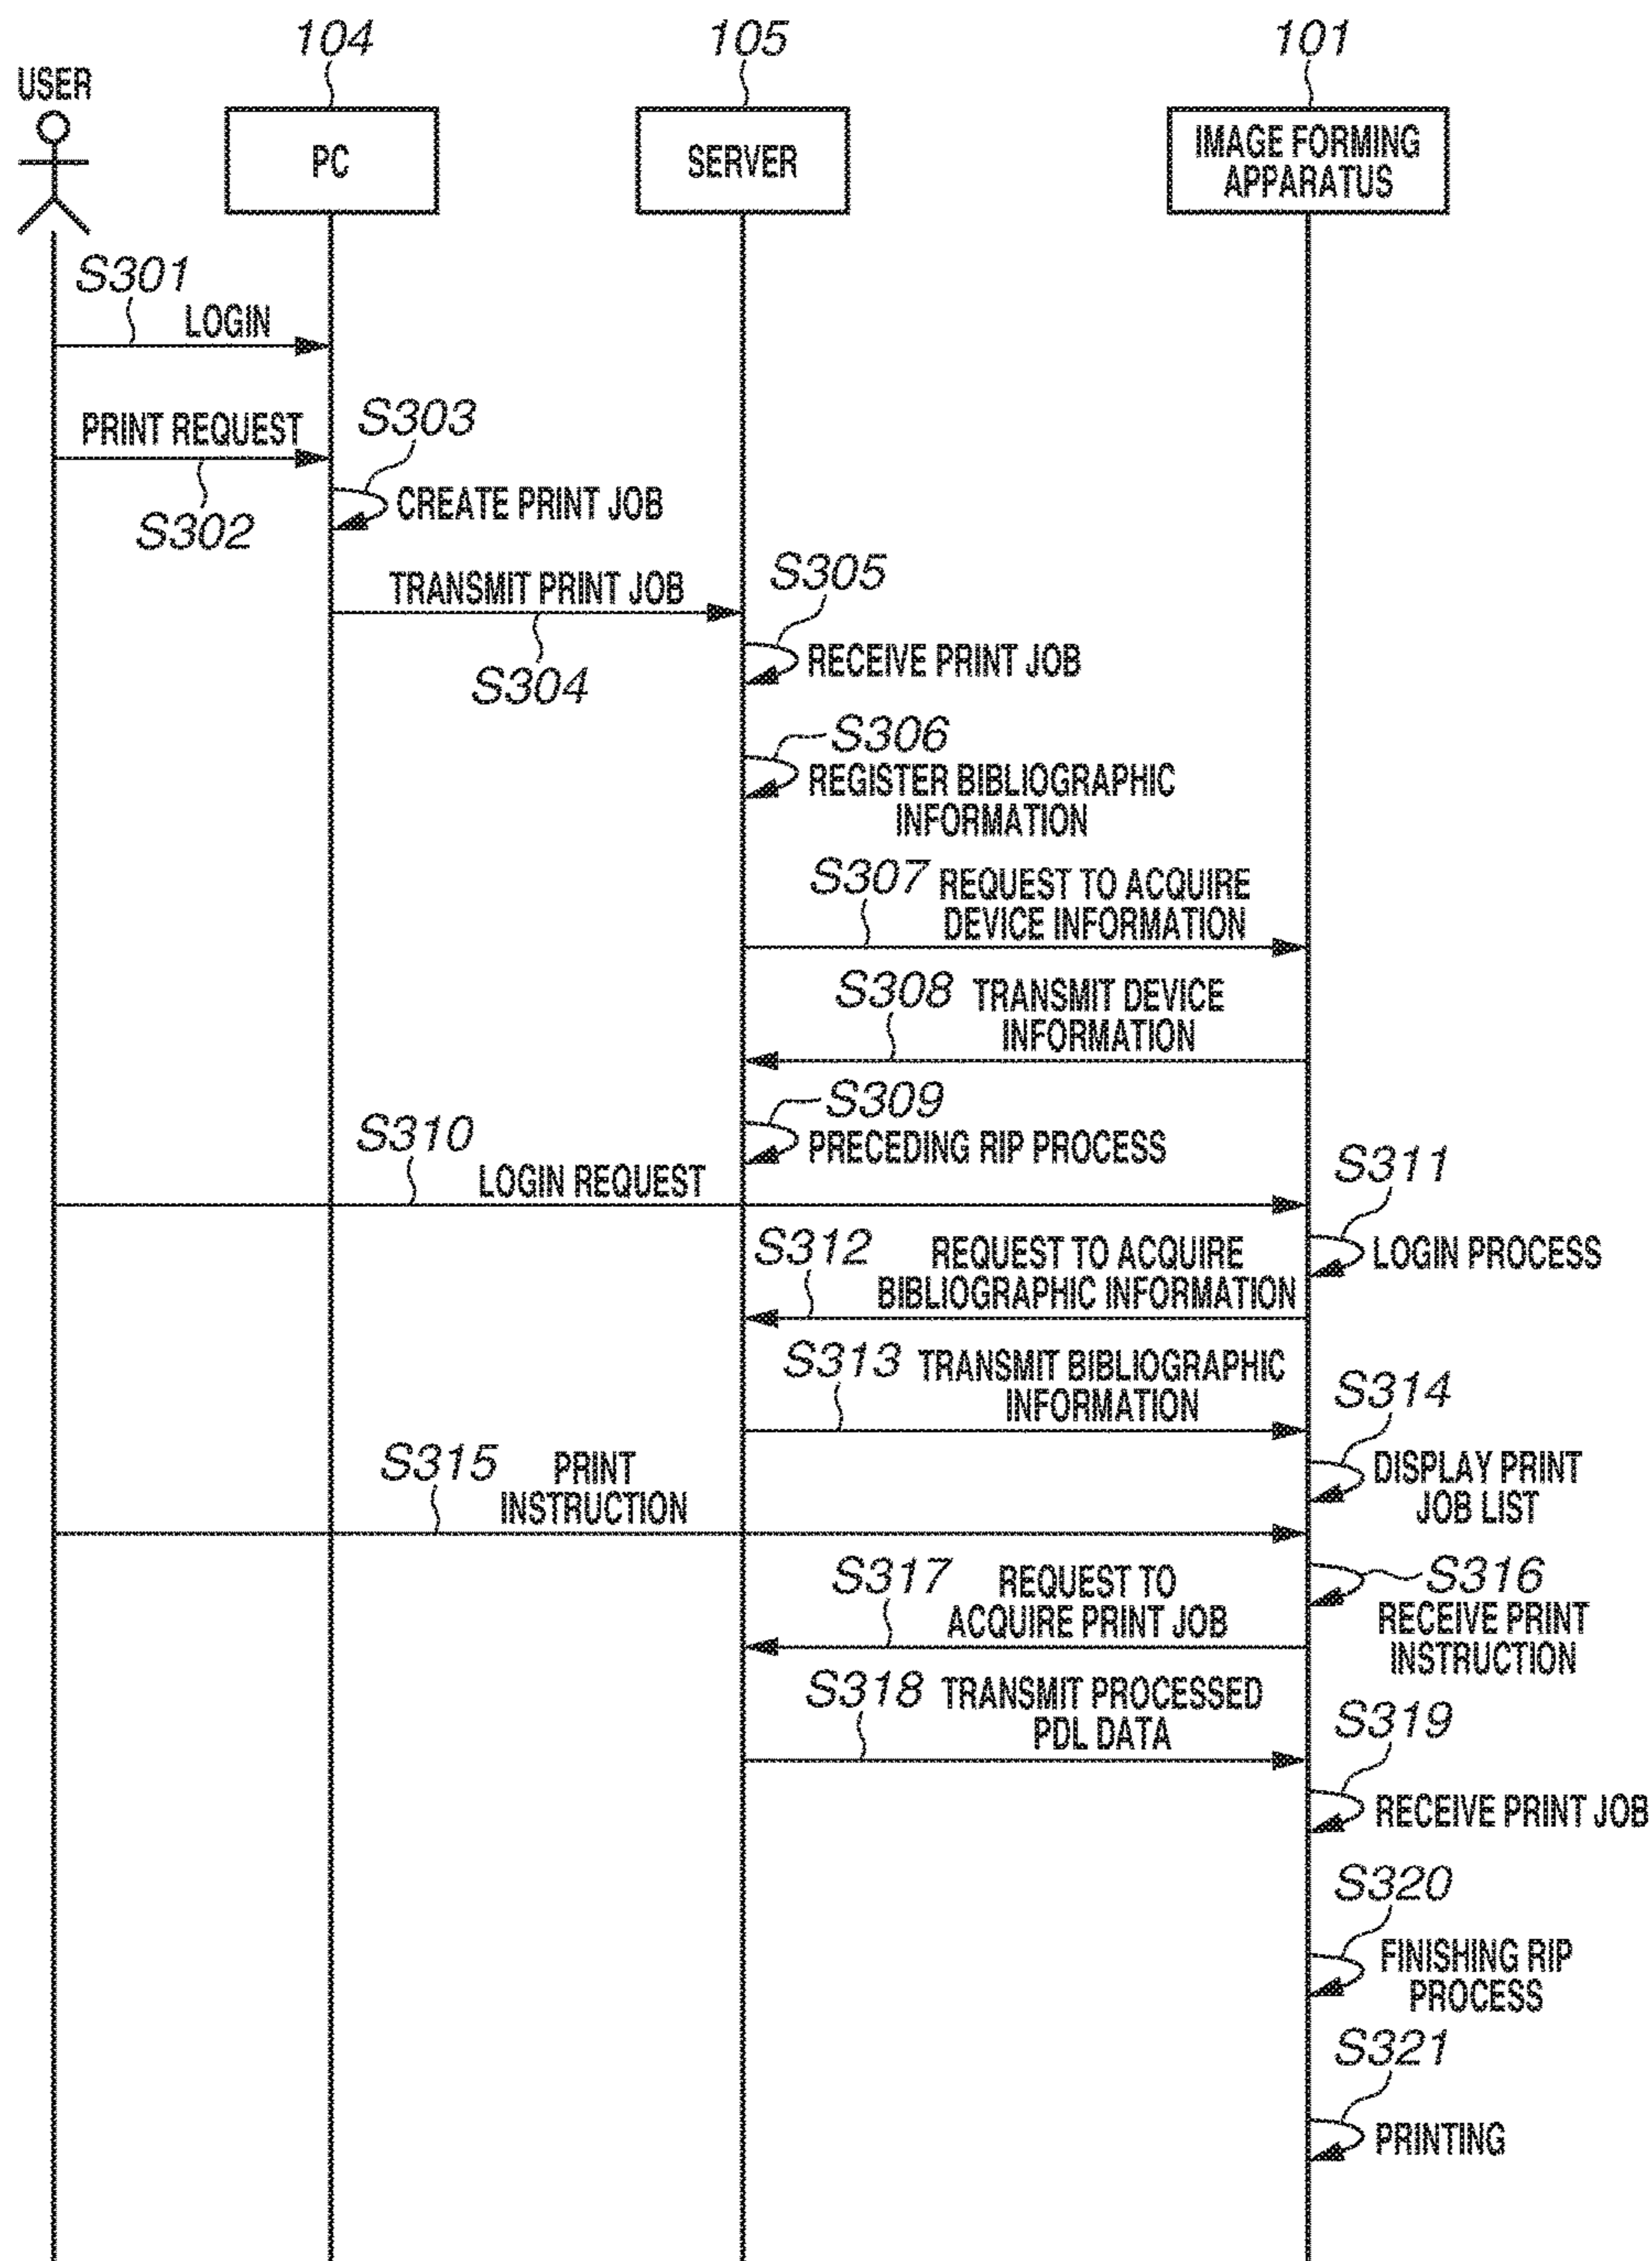 104
105
101
USER
PC
SERVER
IMAGE FORMING
APPARATUS
S301
LOGIN
PRINT REQUEST
S303
S302
CREATE PRINT JOB
TRANSMIT PRINT JOB
S305
S304
RECEIVE PRINT JOB
S306
REGISTER BIBLIOGRAPHIC
INFORMATION
S307
REQUEST TO ACQUIRE
DEVICE INFORMATION
S308
TRANSMIT DEVICE
INFORMATION
S309
PRECEDING RIP PROCESS
S310
LOGIN REQUEST
S311
LOGIN PROCESS
S312
REQUEST TO ACQUIRE
BIBLIOGRAPHIC INFORMATION
S313
TRANSMIT BIBLIOGRAPHIC
INFORMATION
S314
DISPLAY PRINT
JOB LIST
S315
PRINT
INSTRUCTION
S316
RECEIVE PRINT
INSTRUCTION
S317
REQUEST TO
ACQUIRE PRINT JOB
S318
TRANSMIT PROCESSED
PDL DATA
S319
RECEIVE PRINT JOB
S320
FINISHING RIP
PROCESS
S321
PRINTING